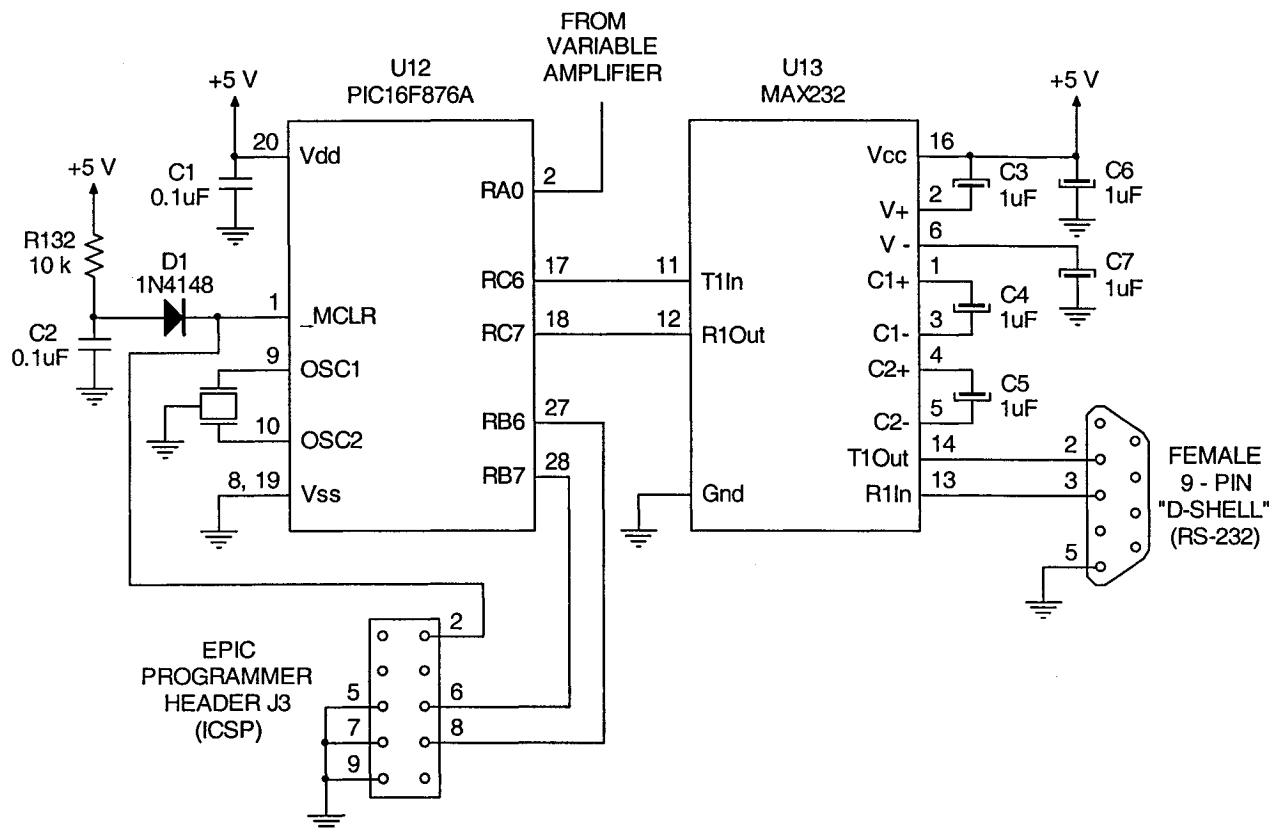 FROM
VARIABLE
AMPLIFIER
U12
PIC16F876A
U13
MAX232
+5 V
+5 V
+5 V
20
Vdd
C1
0.1uF
RA0
2
R132
10 k
D1
1N4148
1
_MCLR
C2
0.1uF
RC6
17
RC7
18
9
OSC1
10
OSC2
RB6
27
RB7
28
8, 19
Vss
11
T1In
12
R1Out
Gnd
Vcc
16
V+
2
V -
6
C1+
1
C1-
3
C2+
4
C2-
5
T1Out
14
R1In
13
C3
1uF
C6
1uF
C7
1uF
C4
1uF
C5
1uF
2
3
5
FEMALE
9 - PIN
"D-SHELL"
(RS-232)
EPIC
PROGRAMMER
HEADER J3
(ICSP)
2
5
6
7
8
9